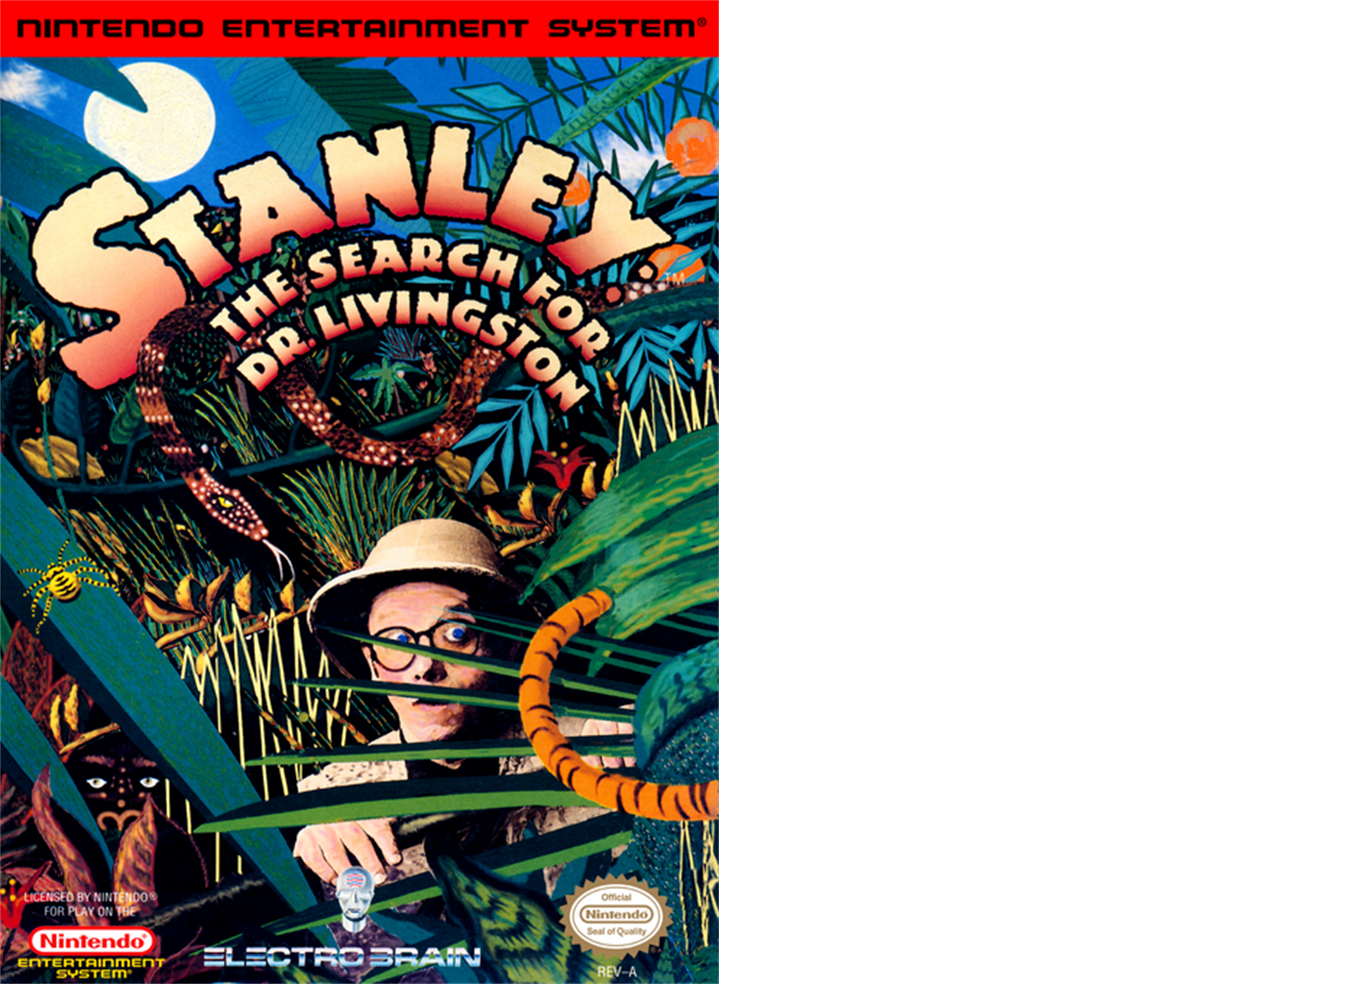 NINTENDO ENTERTAINMENT SYSTEM®
STANLEY:
TM
THE SEARCH FOR
DR. LIVINGSTON
LICENSED BY NINTENDO®
FOR PLAY ON THE
Nintendo®
ENTERTAINMENT
SYSTEM®
ELECTRO BRAIN
Official
Nintendo
Seal of Quality
REV-A